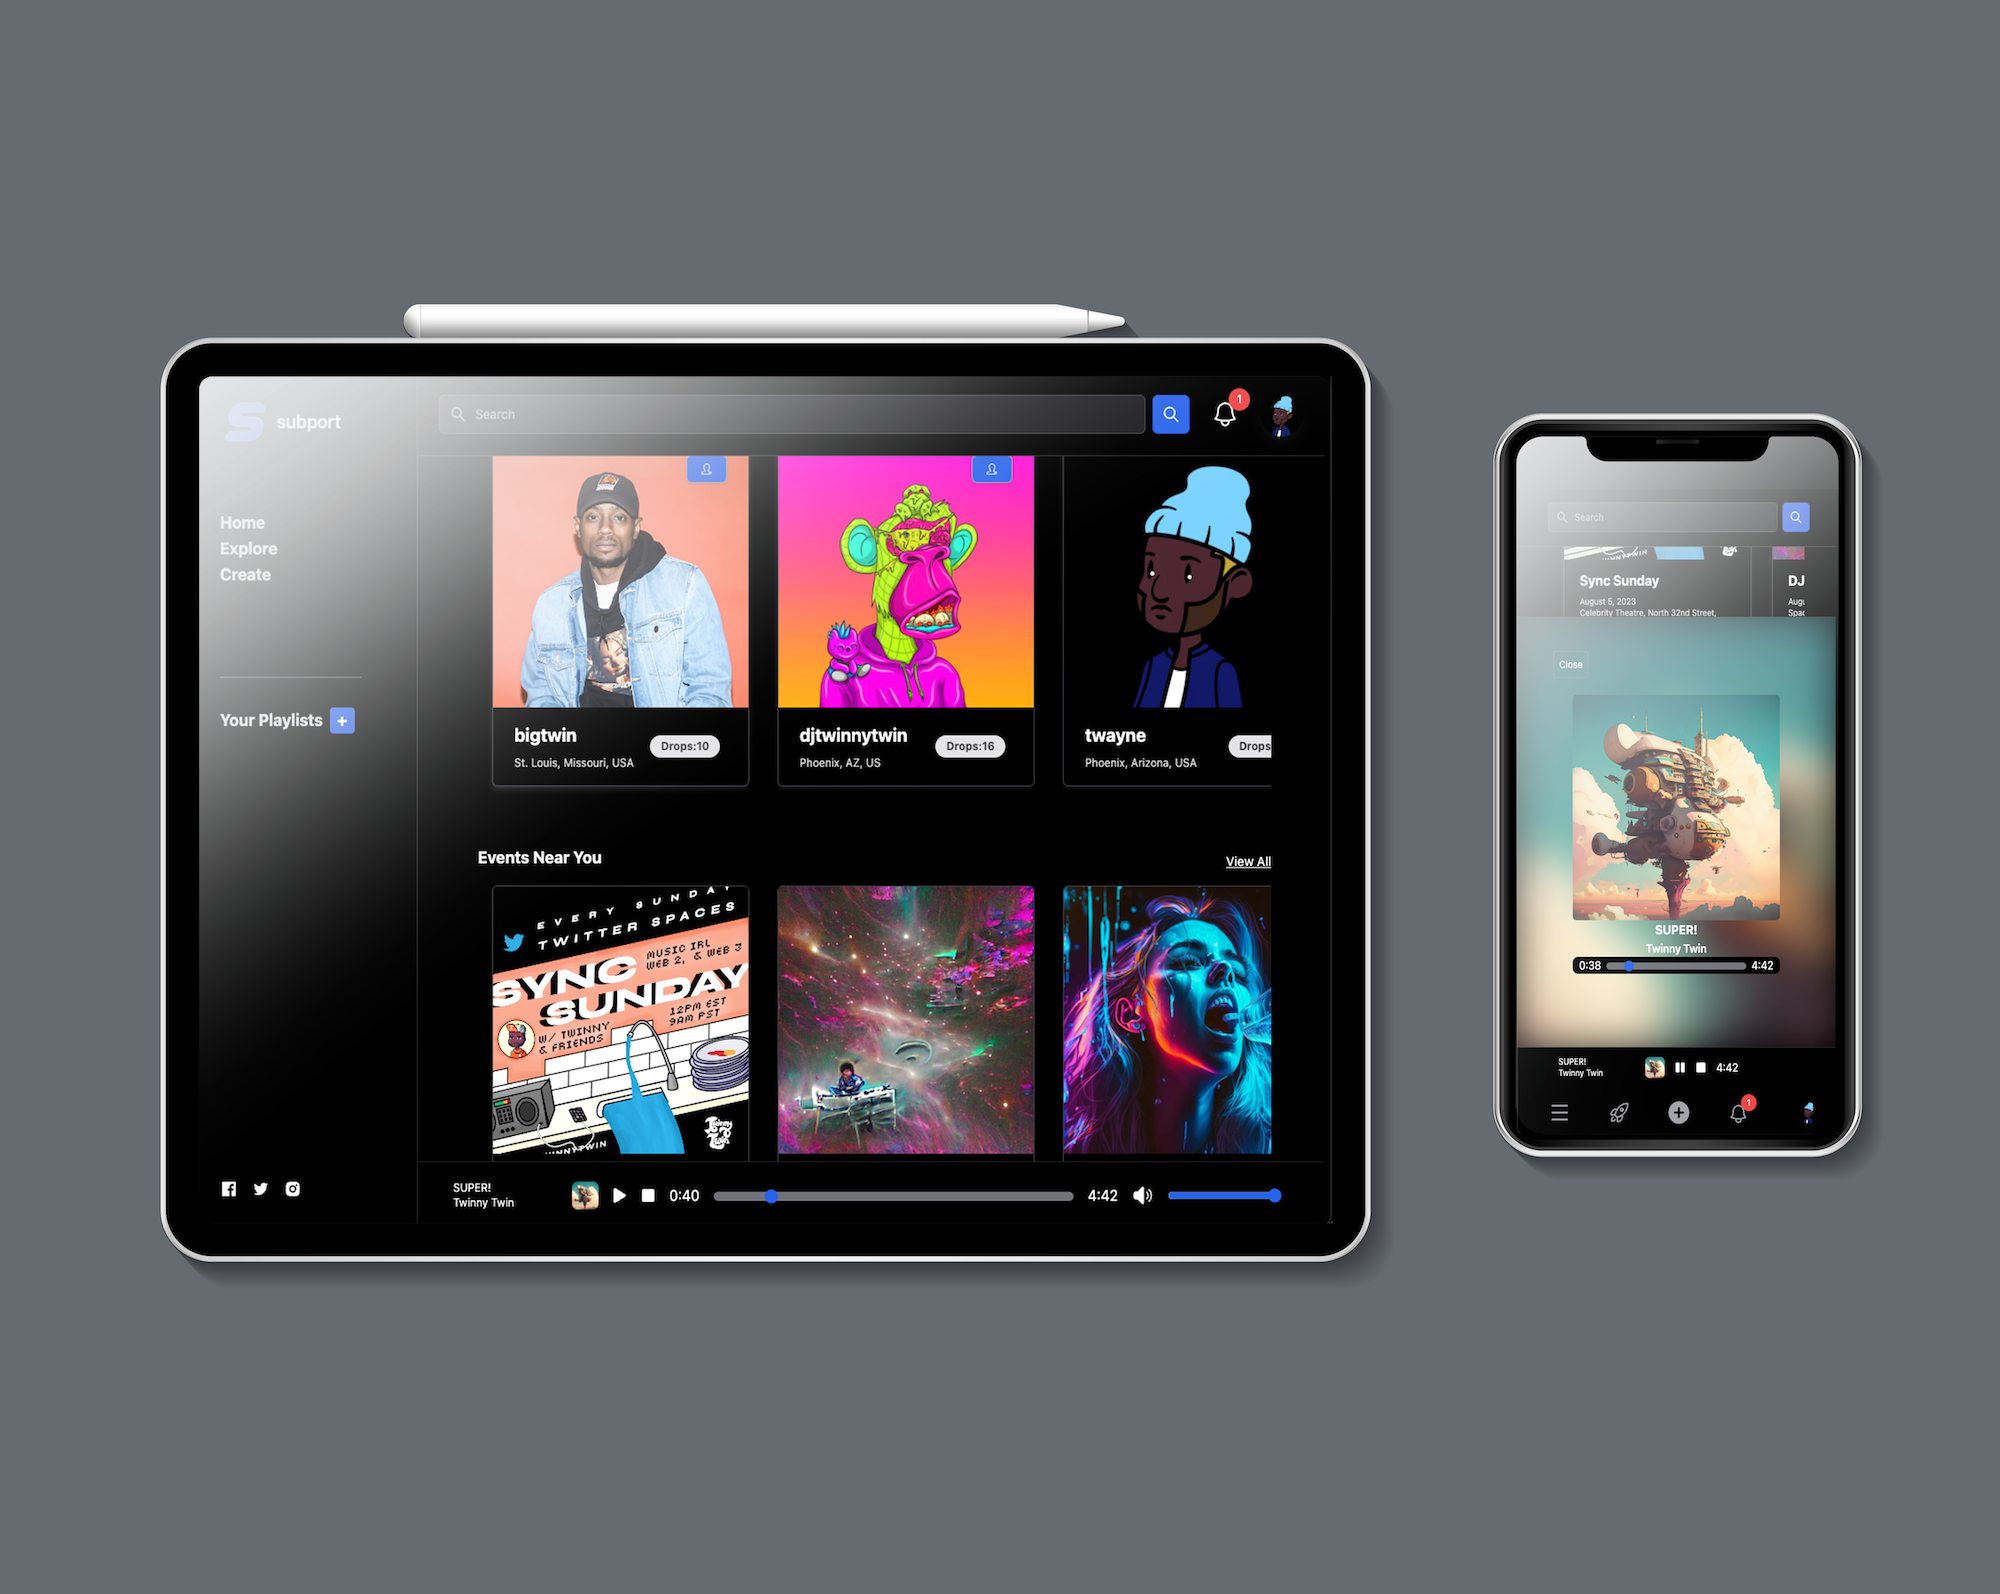 subport
Search
1
Home
Explore
Create
Your Playlists
bigtwin
St. Louis, Missouri, USA
Drops:10
djtwinnytwin
Phoenix, AZ, US
Drops:16
twayne
Phoenix, Arizona, USA
Drops
Events Near You
View All
EVERY SUNDAY
TWITTER SPACES
MUSIC IRL
WEB 2, & WEB 3
SYNC
SUNDAY
12PM EST
9AM PST
W/ TWINNY
& FRIENDS
Twinny
Twin
SUPER!
Twinny Twin
0:40
4:42
Search
Sync Sunday
August 5, 2023
Celebrity Theatre, North 32nd Street,
DJ
Close
SUPER!
Twinny Twin
0:38
4:42
SUPER!
Twinny Twin
4:42
1